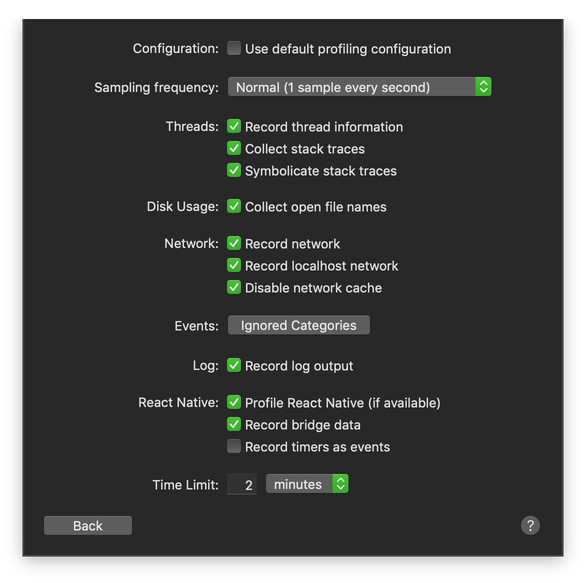 Configuration: Use default profiling configuration
Sampling frequency: Normal (1 sample every second)
Threads: Record thread information
Collect stack traces
Symbolicate stack traces
Disk Usage: Collect open file names
Network: Record network
Record localhost network
Disable network cache
Events: Ignored Categories
Log: Record log output
React Native: Profile React Native (if available)
Record bridge data
Record timers as events
Time Limit: 2 minutes
Back ?